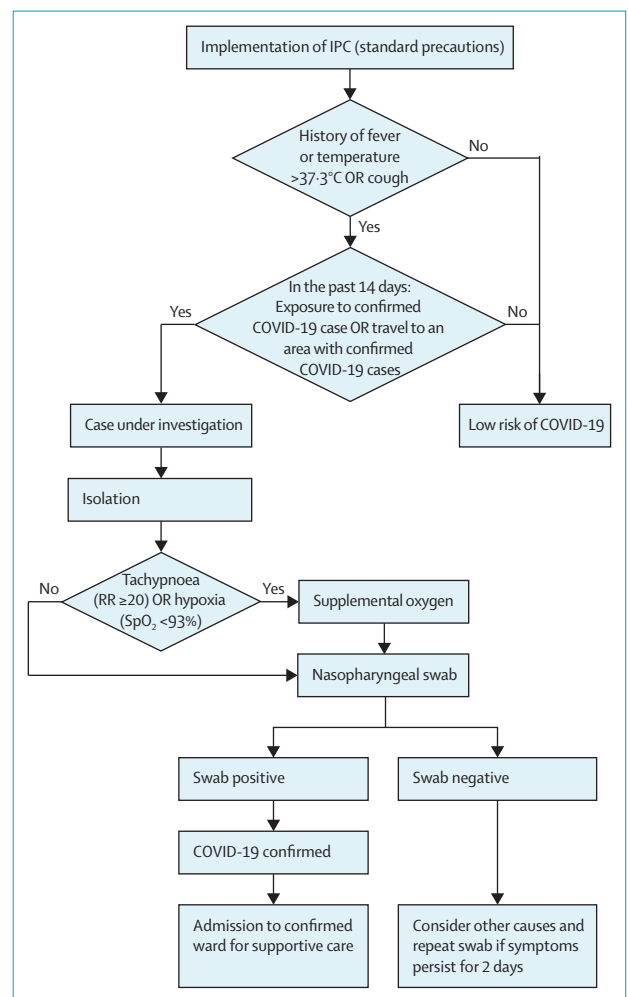 Implementation of IPC (standard precautions)
History of fever
or temperature
>37·3°C OR cough
No
Yes
In the past 14 days:
Exposure to confirmed
COVID-19 case OR travel to an
area with confirmed
COVID-19 cases
Yes
No
Case under investigation
Low risk of COVID-19
Isolation
Tachypnoea
(RR ≥20) OR hypoxia
(SpO₂ <93%)
No
Yes
Supplemental oxygen
Nasopharyngeal swab
Swab positive
Swab negative
COVID-19 confirmed
Admission to confirmed
ward for supportive care
Consider other causes and
repeat swab if symptoms
persist for 2 days